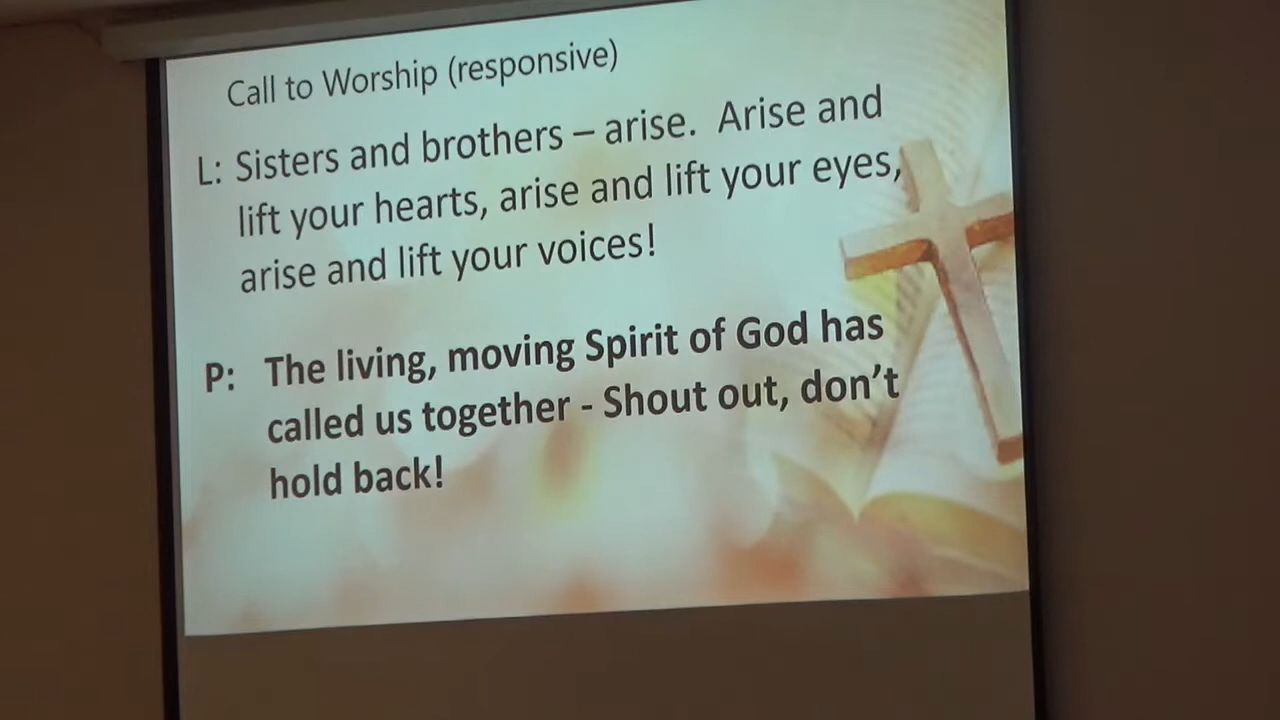 Call to Worship (responsive)
L: Sisters and brothers – arise. Arise and
lift your hearts, arise and lift your eyes,
arise and lift your voices!
P: The living, moving Spirit of God has
called us together - Shout out, don’t
hold back!